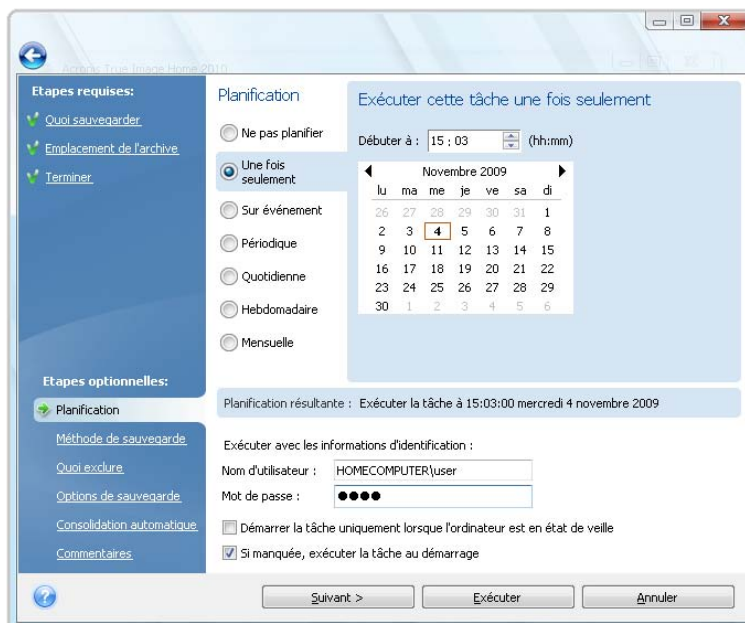 Acronis True Image Home 2010
Etapes requises:
Quoi sauvegarder
Emplacement de l'archive
Terminer
Etapes optionnelles:
Planification
Méthode de sauvegarde
Quoi exclure
Options de sauvegarde
Consolidation automatique
Commentaires
Planification
Ne pas planifier
Une fois
seulement
Sur événement
Périodique
Quotidienne
Hebdomadaire
Mensuelle
Exécuter cette tâche une fois seulement
Débuter à : 15 : 03 (hh:mm)
Novembre 2009
lu ma me je ve sa di
26 27 28 29 30 31 1
2 3 4 5 6 7 8
9 10 11 12 13 14 15
16 17 18 19 20 21 22
23 24 25 26 27 28 29
30 1 2 3 4 5 6
Planification résultante : Exécuter la tâche à 15:03:00 mercredi 4 novembre 2009
Exécuter avec les informations d'identification :
Nom d'utilisateur : HOMECOMPUTER\user
Mot de passe : ●●●●
Démarrer la tâche uniquement lorsque l'ordinateur est en état de veille
Si manquée, exécuter la tâche au démarrage
Suivant > Exécuter Annuler